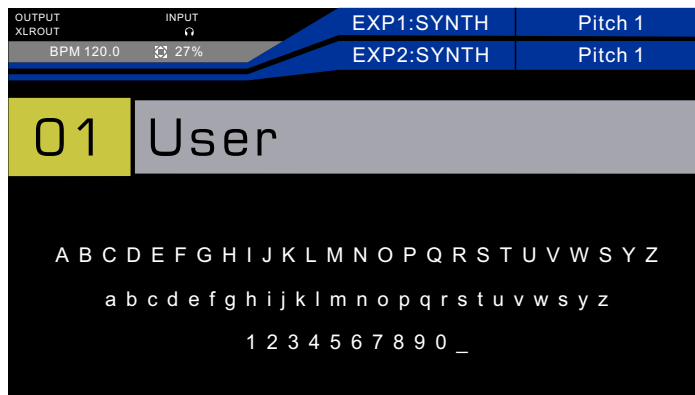 OUTPUT INPUT
XLROUT
BPM 120.0 27%
EXP1:SYNTH Pitch 1
EXP2:SYNTH Pitch 1
01 User
A B C D E F G H I J K L M N O P Q R S T U V W S Y Z
a b c d e f g h i j k l m n o p q r s t u v w s y z
1 2 3 4 5 6 7 8 9 0 _